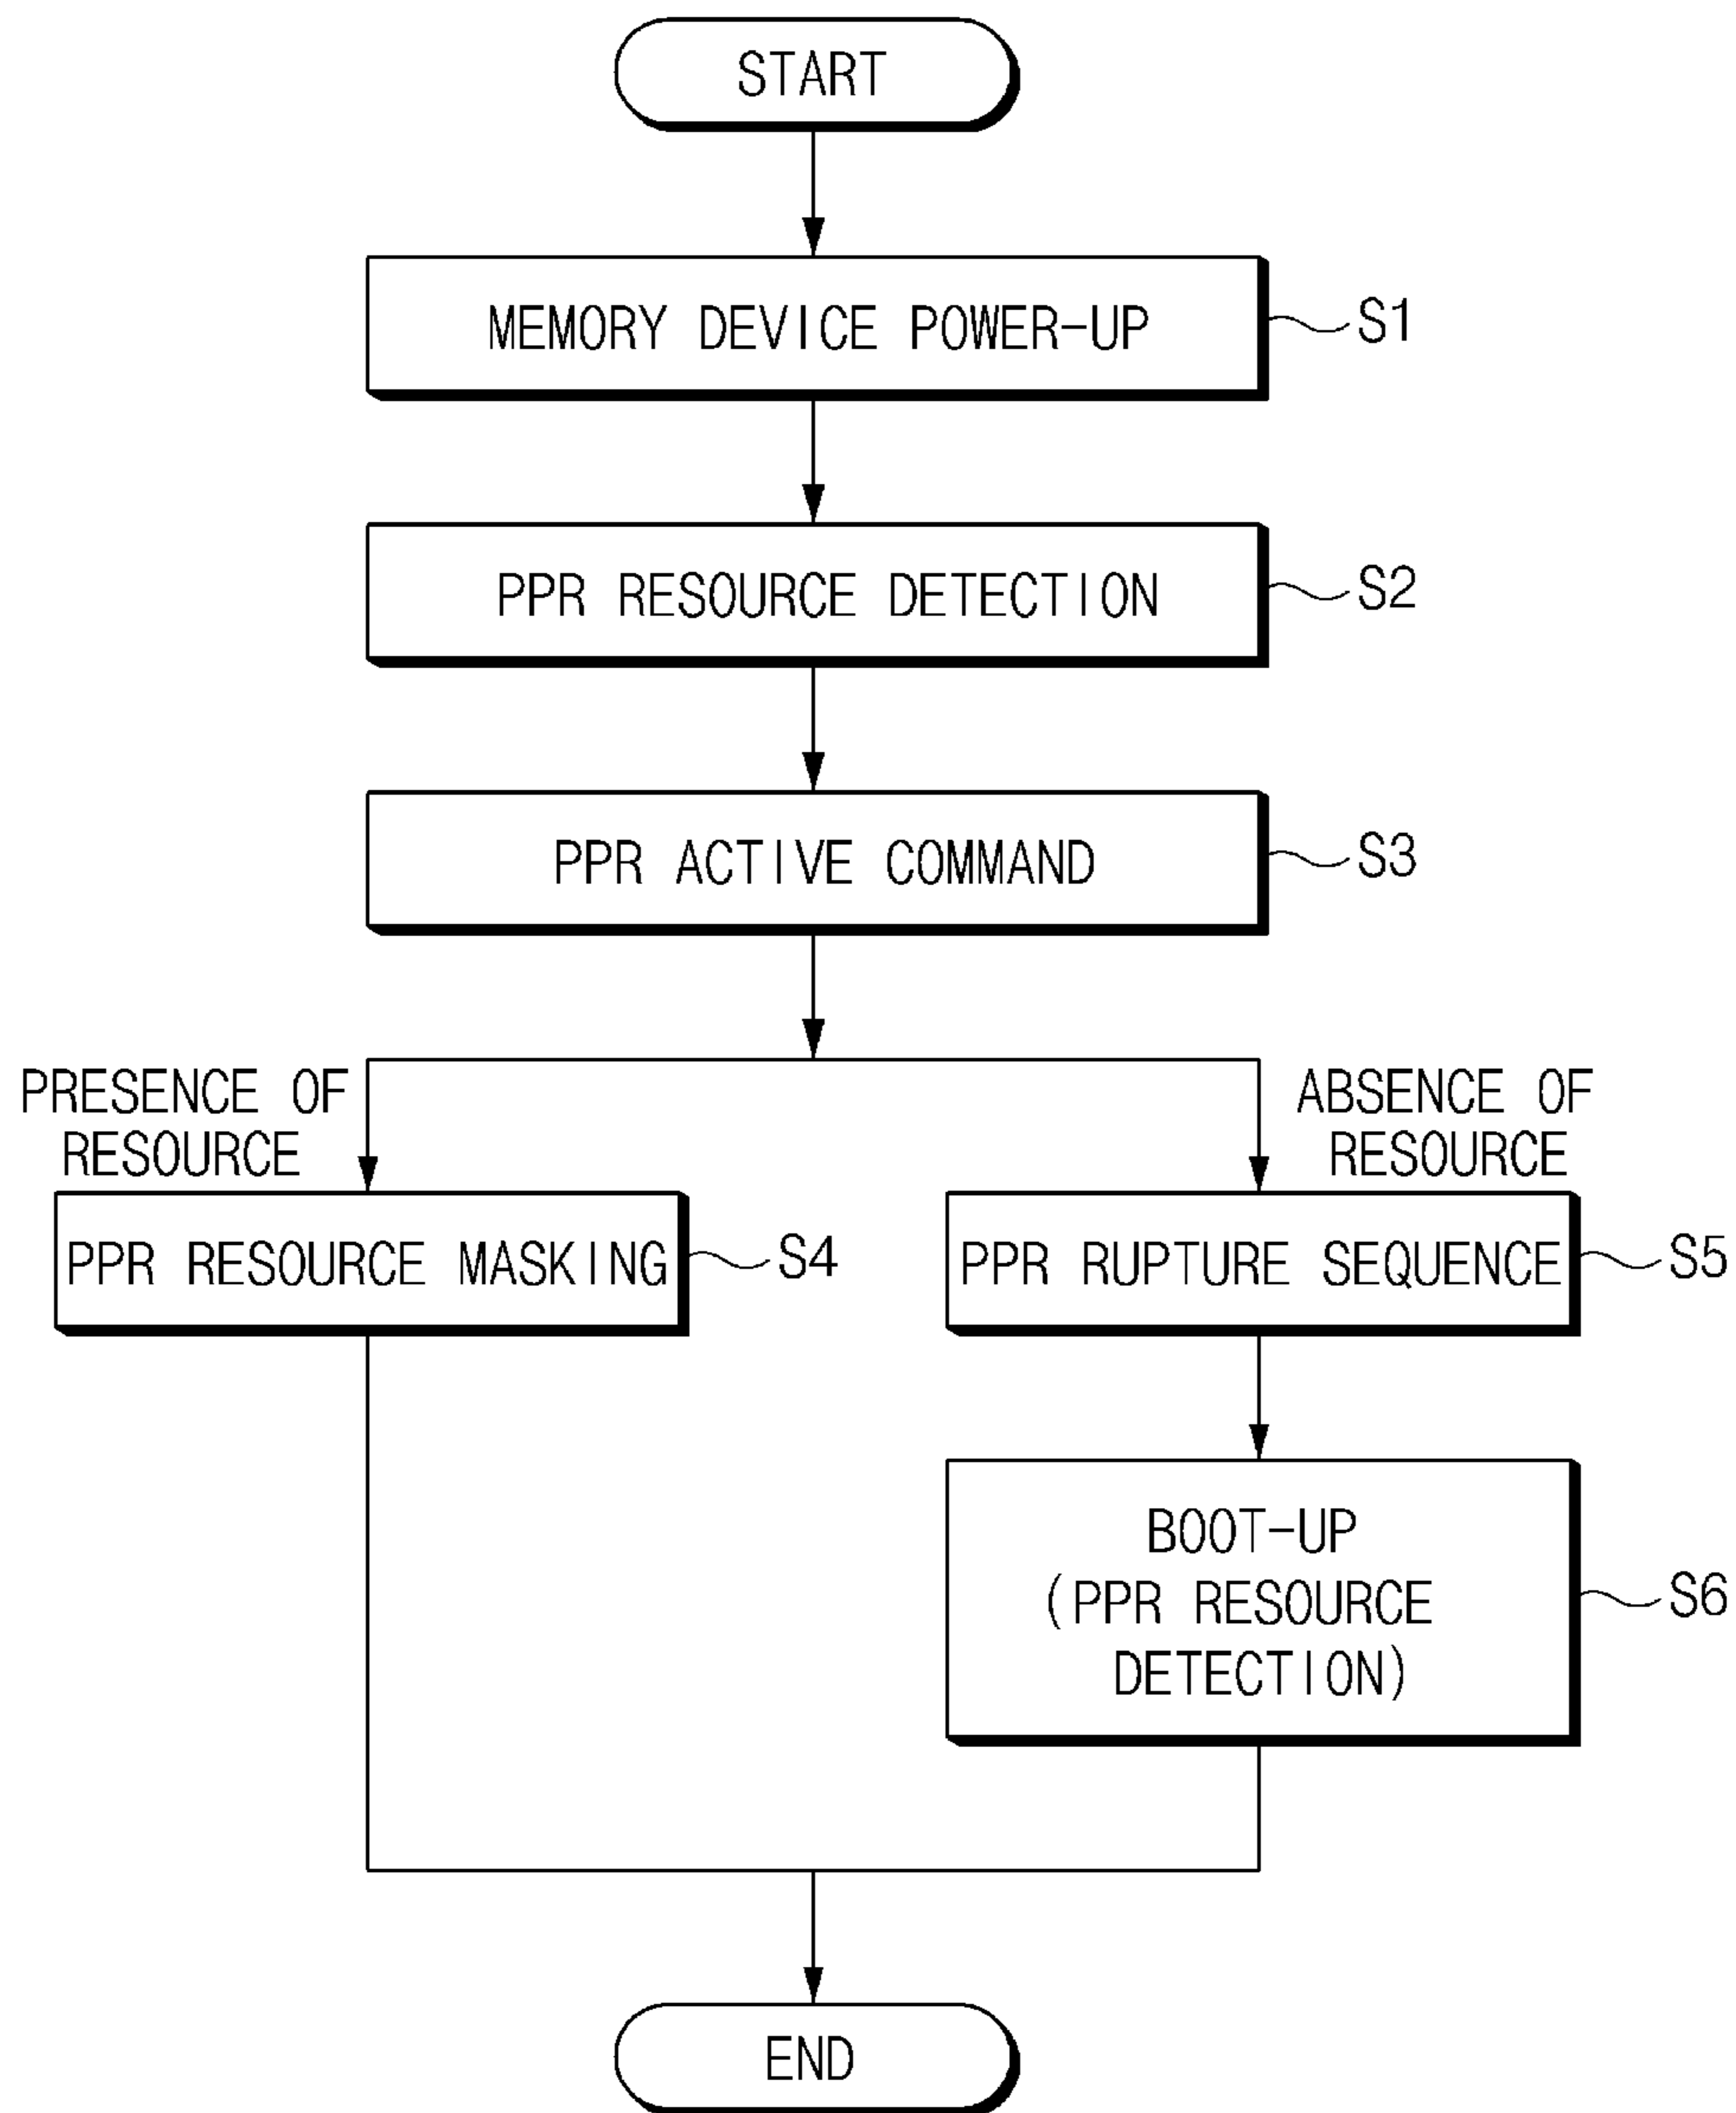 START
MEMORY DEVICE POWER-UP
S1
PPR RESOURCE DETECTION
S2
PPR ACTIVE COMMAND
S3
PRESENCE OF
RESOURCE
ABSENCE OF
RESOURCE
PPR RESOURCE MASKING
S4
PPR RUPTURE SEQUENCE
S5
BOOT-UP
(PPR RESOURCE
DETECTION)
S6
END